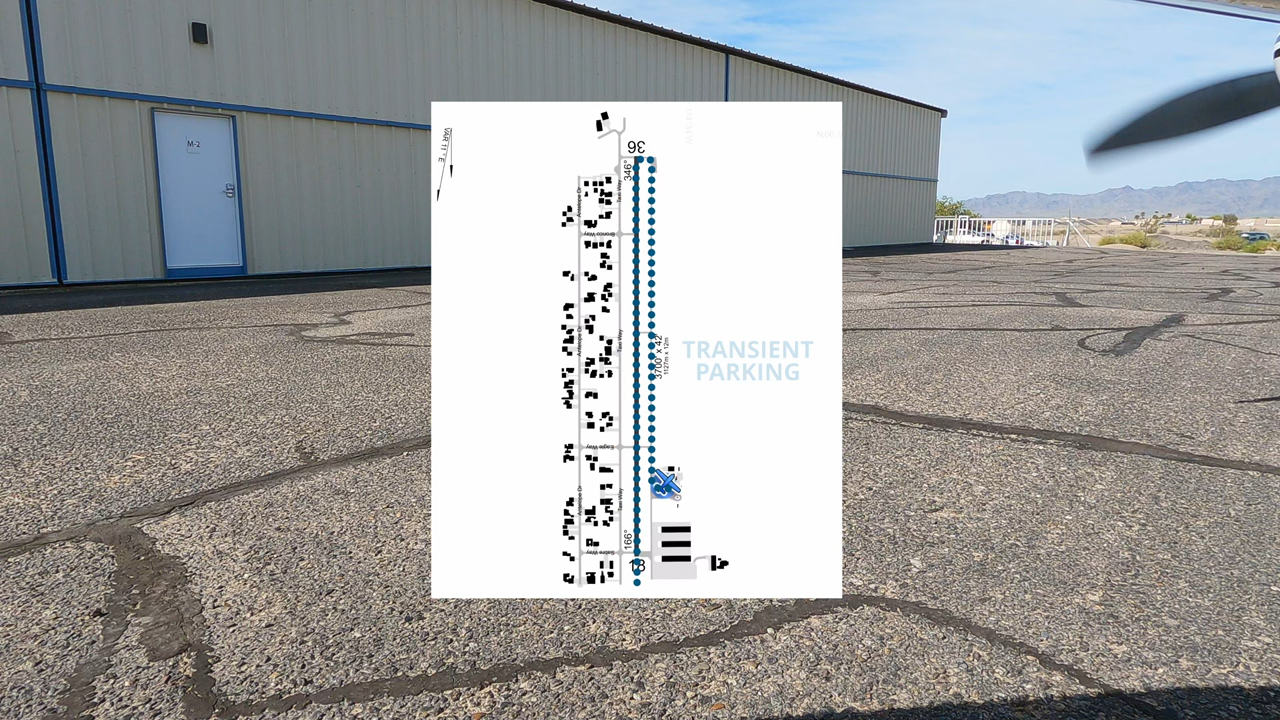 M-2
VAR 11° E
36
346°
Antelope Dr
Taxi Way
Bronco Way
Antelope Dr
Taxi Way
3700' x 42'
1127m x 12m
TRANSIENT
PARKING
Eagle Way
Antelope Dr
Taxi Way
166°
Sabre Way
18